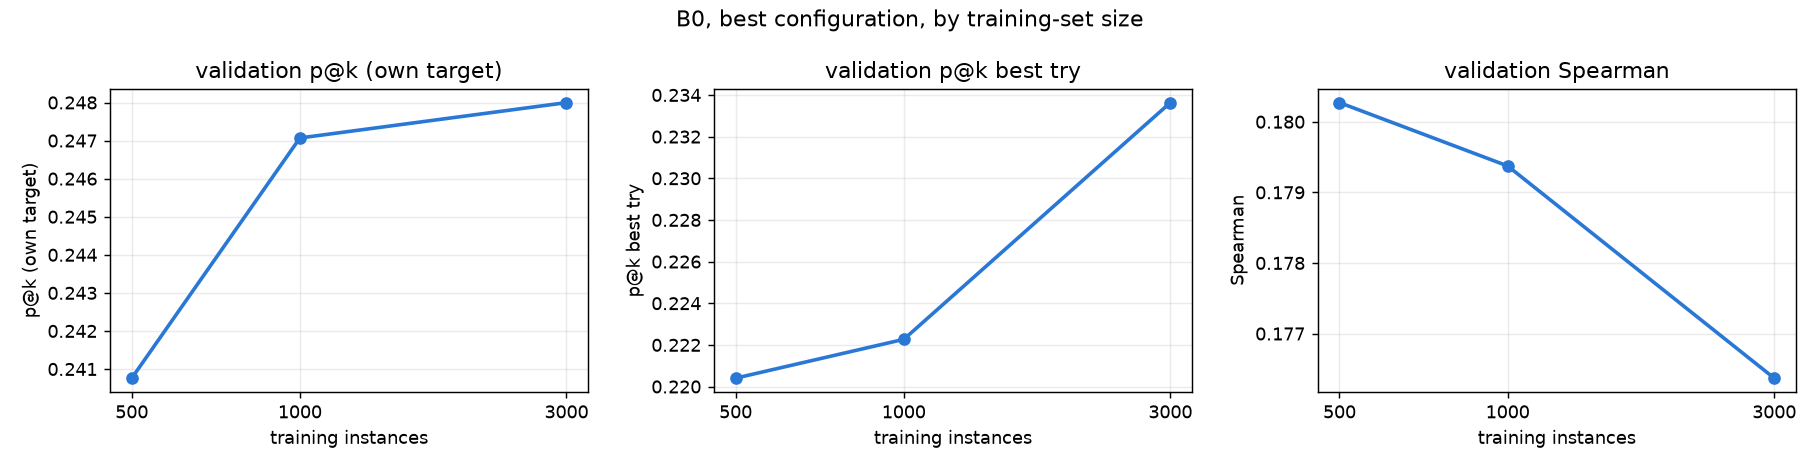 B0, best configuration, by training-set size
validation p@k (own target)
p@k (own target)
0.248
0.247
0.246
0.245
0.244
0.243
0.242
0.241
500
1000
3000
training instances
validation p@k best try
p@k best try
0.234
0.232
0.230
0.228
0.226
0.224
0.222
0.220
500
1000
3000
training instances
validation Spearman
Spearman
0.180
0.179
0.178
0.177
500
1000
3000
training instances